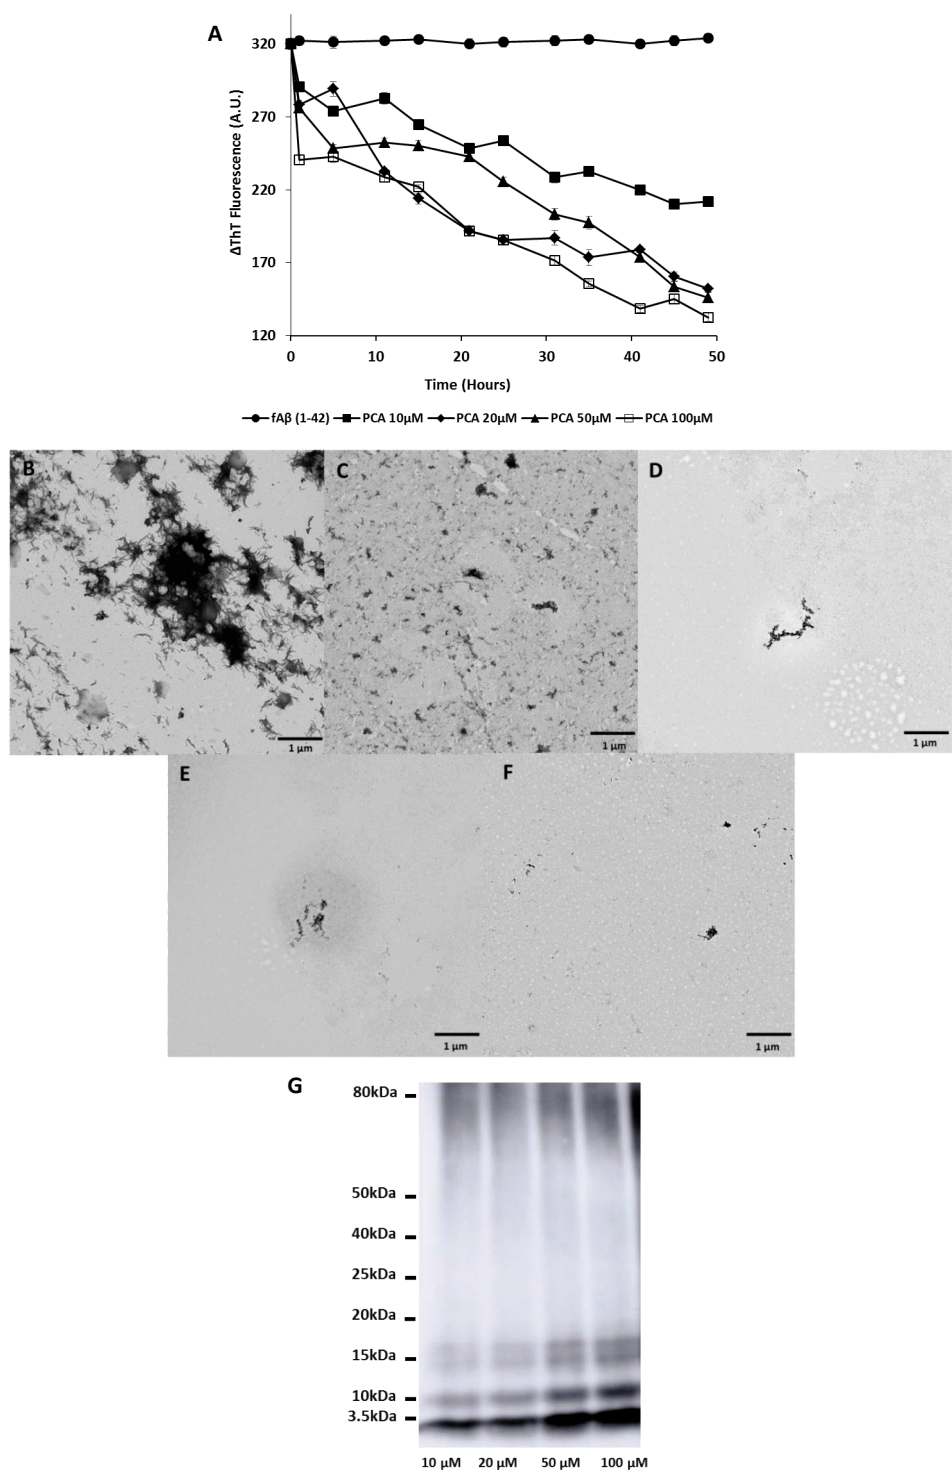 A
ΔThT Fluorescence (A.U.)
320
270
220
170
120
0 10 20 30 40 50
Time (Hours)
fAβ (1-42) PCA 10µM PCA 20µM PCA 50µM PCA 100µM
B C D
1 µm 1 µm 1 µm
E F
1 µm 1 µm
G
80kDa
50kDa
40kDa
25kDa
20kDa
15kDa
10kDa
3.5kDa
10 µM 20 µM 50 µM 100 µM